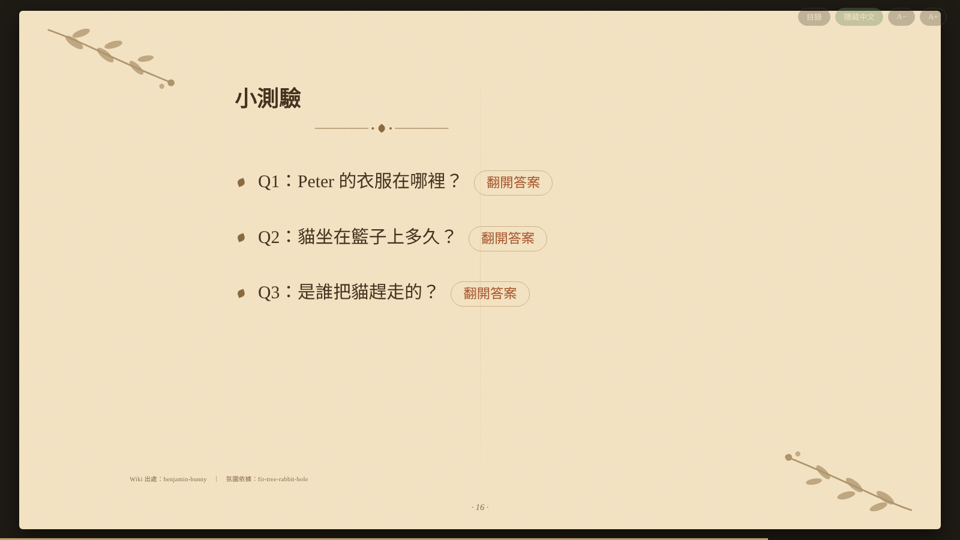 目錄 隱藏中文 A− A+
小測驗
Q1：Peter 的衣服在哪裡？ 翻開答案
Q2：貓坐在籃子上多久？ 翻開答案
Q3：是誰把貓趕走的？ 翻開答案
Wiki 出處：benjamin-bunny ｜ 氛圍依據：fir-tree-rabbit-hole
· 16 ·